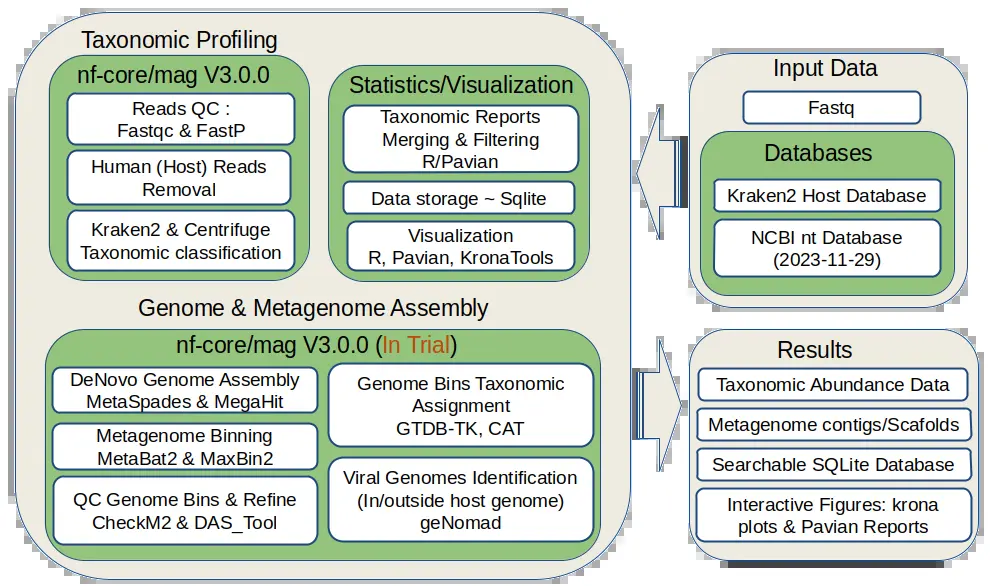 Taxonomic Profiling
nf-core/mag V3.0.0
Reads QC :
Fastqc & FastP
Human (Host) Reads
Removal
Kraken2 & Centrifuge
Taxonomic classification
Statistics/Visualization
Taxonomic Reports
Merging & Filtering
R/Pavian
Data storage ~ Sqlite
Visualization
R, Pavian, KronaTools
Genome & Metagenome Assembly
nf-core/mag V3.0.0 (In Trial)
DeNovo Genome Assembly
MetaSpades & MegaHit
Metagenome Binning
MetaBat2 & MaxBin2
QC Genome Bins & Refine
CheckM2 & DAS_Tool
Genome Bins Taxonomic
Assignment
GTDB-TK, CAT
Viral Genomes Identification
(In/outside host genome)
geNomad
Input Data
Fastq
Databases
Kraken2 Host Database
NCBI nt Database
(2023-11-29)
Results
Taxonomic Abundance Data
Metagenome contigs/Scafolds
Searchable SQLite Database
Interactive Figures: krona
plots & Pavian Reports